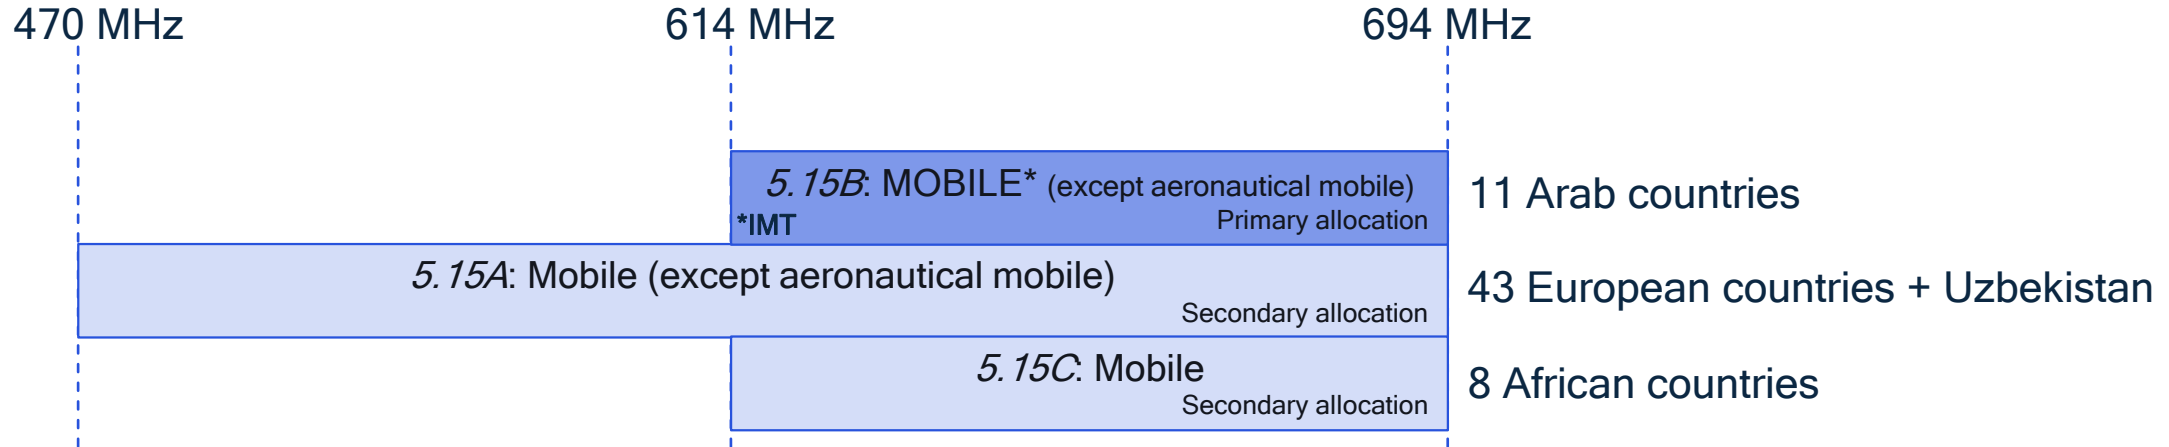 470 MHz
614 MHz
694 MHz
5.15B: MOBILE* (except aeronautical mobile)
*IMT
Primary allocation
11 Arab countries
5.15A: Mobile (except aeronautical mobile)
Secondary allocation
43 European countries + Uzbekistan
5.15C: Mobile
Secondary allocation
8 African countries